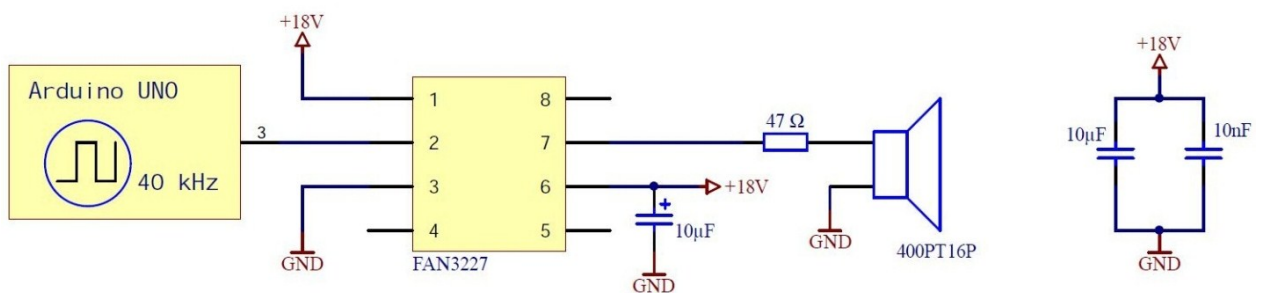 +18V
Arduino UNO
40 kHz
3
1
2
3
4
8
7
6
5
FAN3227
GND
47 Ω
+18V
10µF
GND
GND
400PT16P
+18V
10µF
10nF
GND